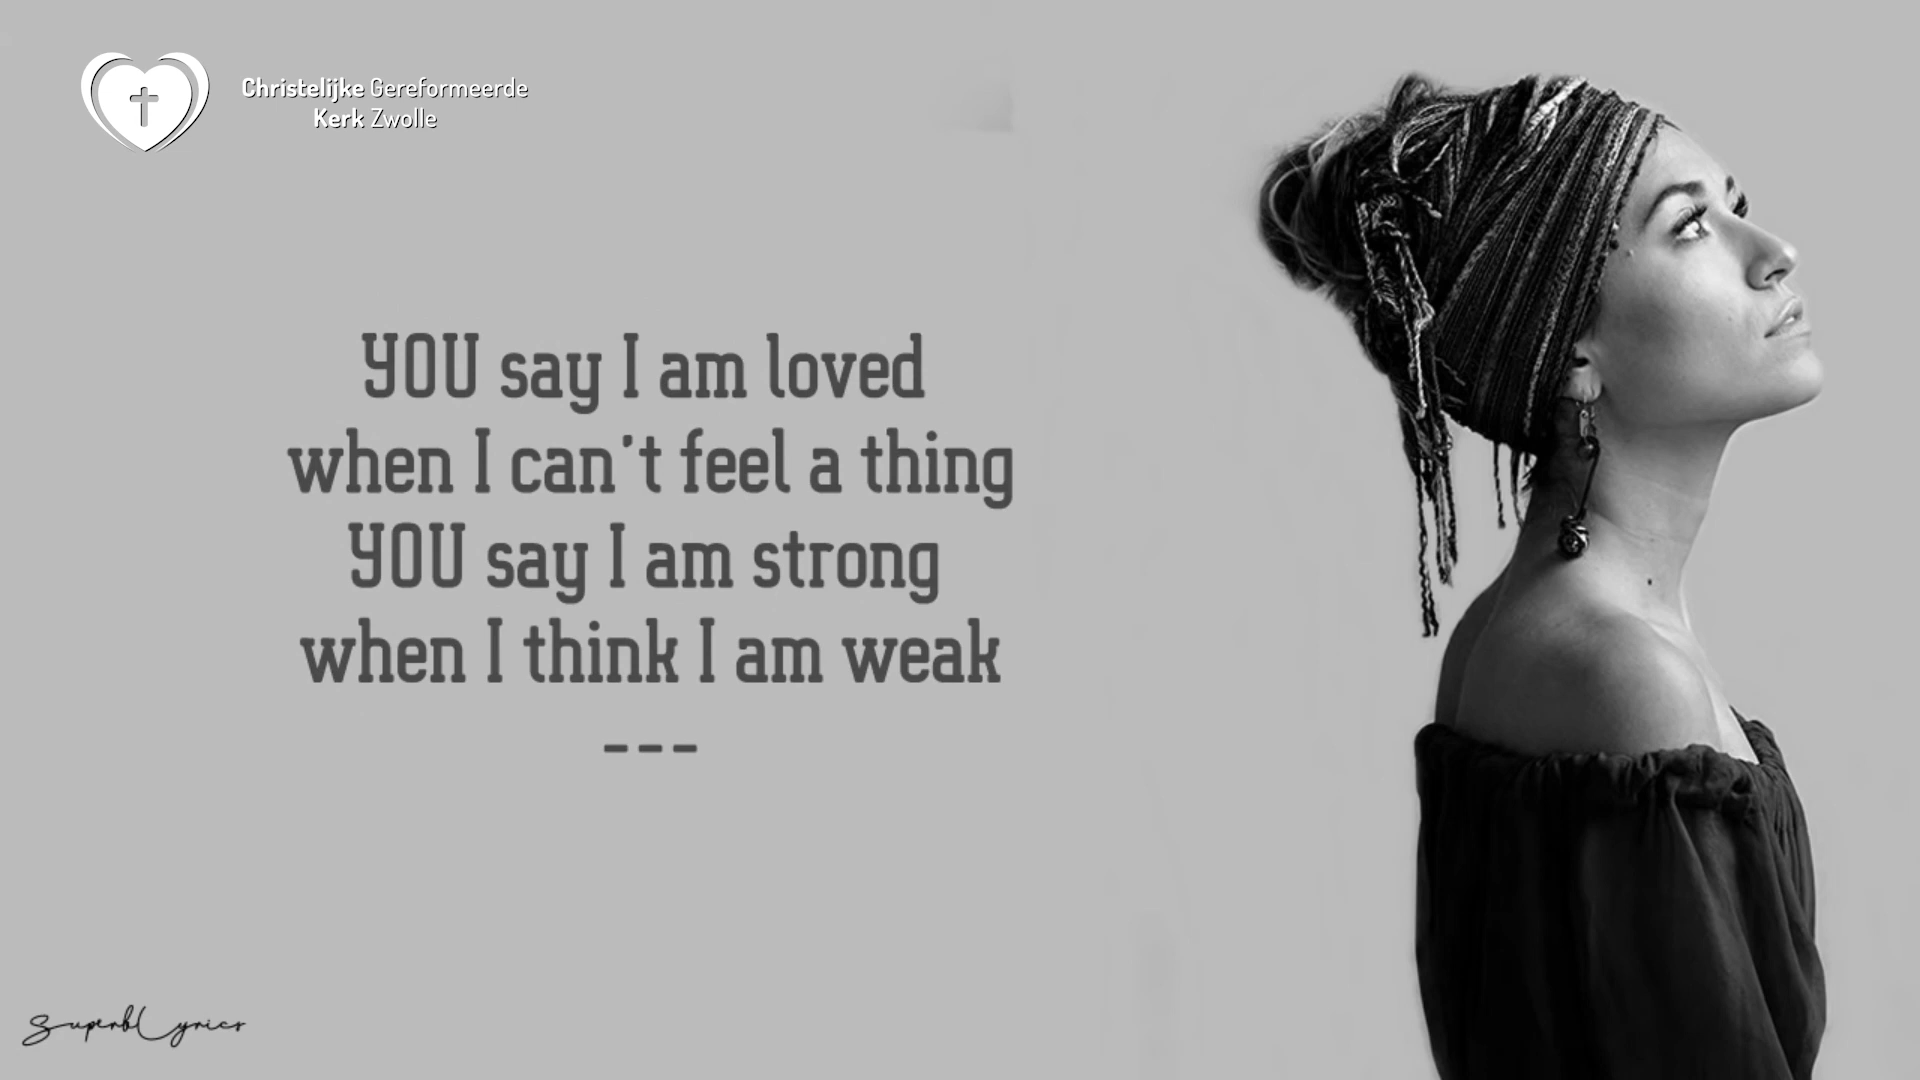 Christelijke Gereformeerde
Kerk Zwolle
YOU say I am loved
when I can't feel a thing
YOU say I am strong
when I think I am weak
---
SuperbLyrics